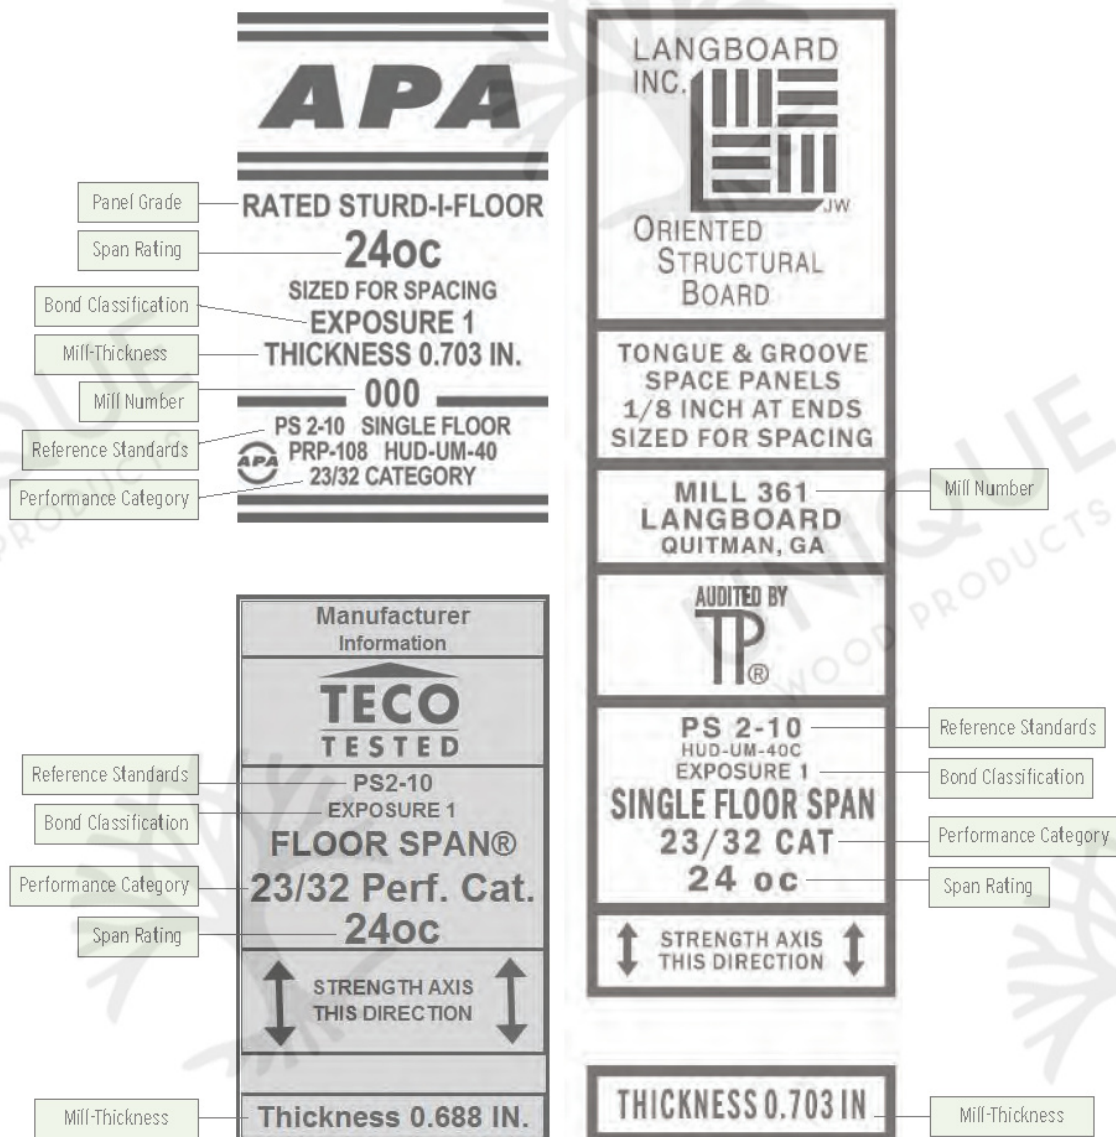 APA
Panel Grade
RATED STURD-I-FLOOR
Span Rating
24oc
SIZED FOR SPACING
Bond Classification
EXPOSURE 1
Mill-Thickness
THICKNESS 0.703 IN.
Mill Number
000
Reference Standards
PS 2-10 SINGLE FLOOR
APA PRP-108 HUD-UM-40
Performance Category
23/32 CATEGORY
Manufacturer
Information
TECO
TESTED
Reference Standards
PS2-10
Bond Classification
EXPOSURE 1
FLOOR SPAN®
Performance Category
23/32 Perf. Cat.
Span Rating
24oc
STRENGTH AXIS
THIS DIRECTION
Mill-Thickness
Thickness 0.688 IN.
LANGBOARD
INC.
JW
ORIENTED
STRUCTURAL
BOARD
TONGUE & GROOVE
SPACE PANELS
1/8 INCH AT ENDS
SIZED FOR SPACING
MILL 361
Mill Number
LANGBOARD
QUITMAN, GA
AUDITED BY
TP®
PS 2-10
Reference Standards
HUD-UM-40C
EXPOSURE 1
Bond Classification
SINGLE FLOOR SPAN
23/32 CAT
Performance Category
24 oc
Span Rating
STRENGTH AXIS
THIS DIRECTION
THICKNESS 0.703 IN
Mill-Thickness
UNIQUE
WOOD PRODUCTS